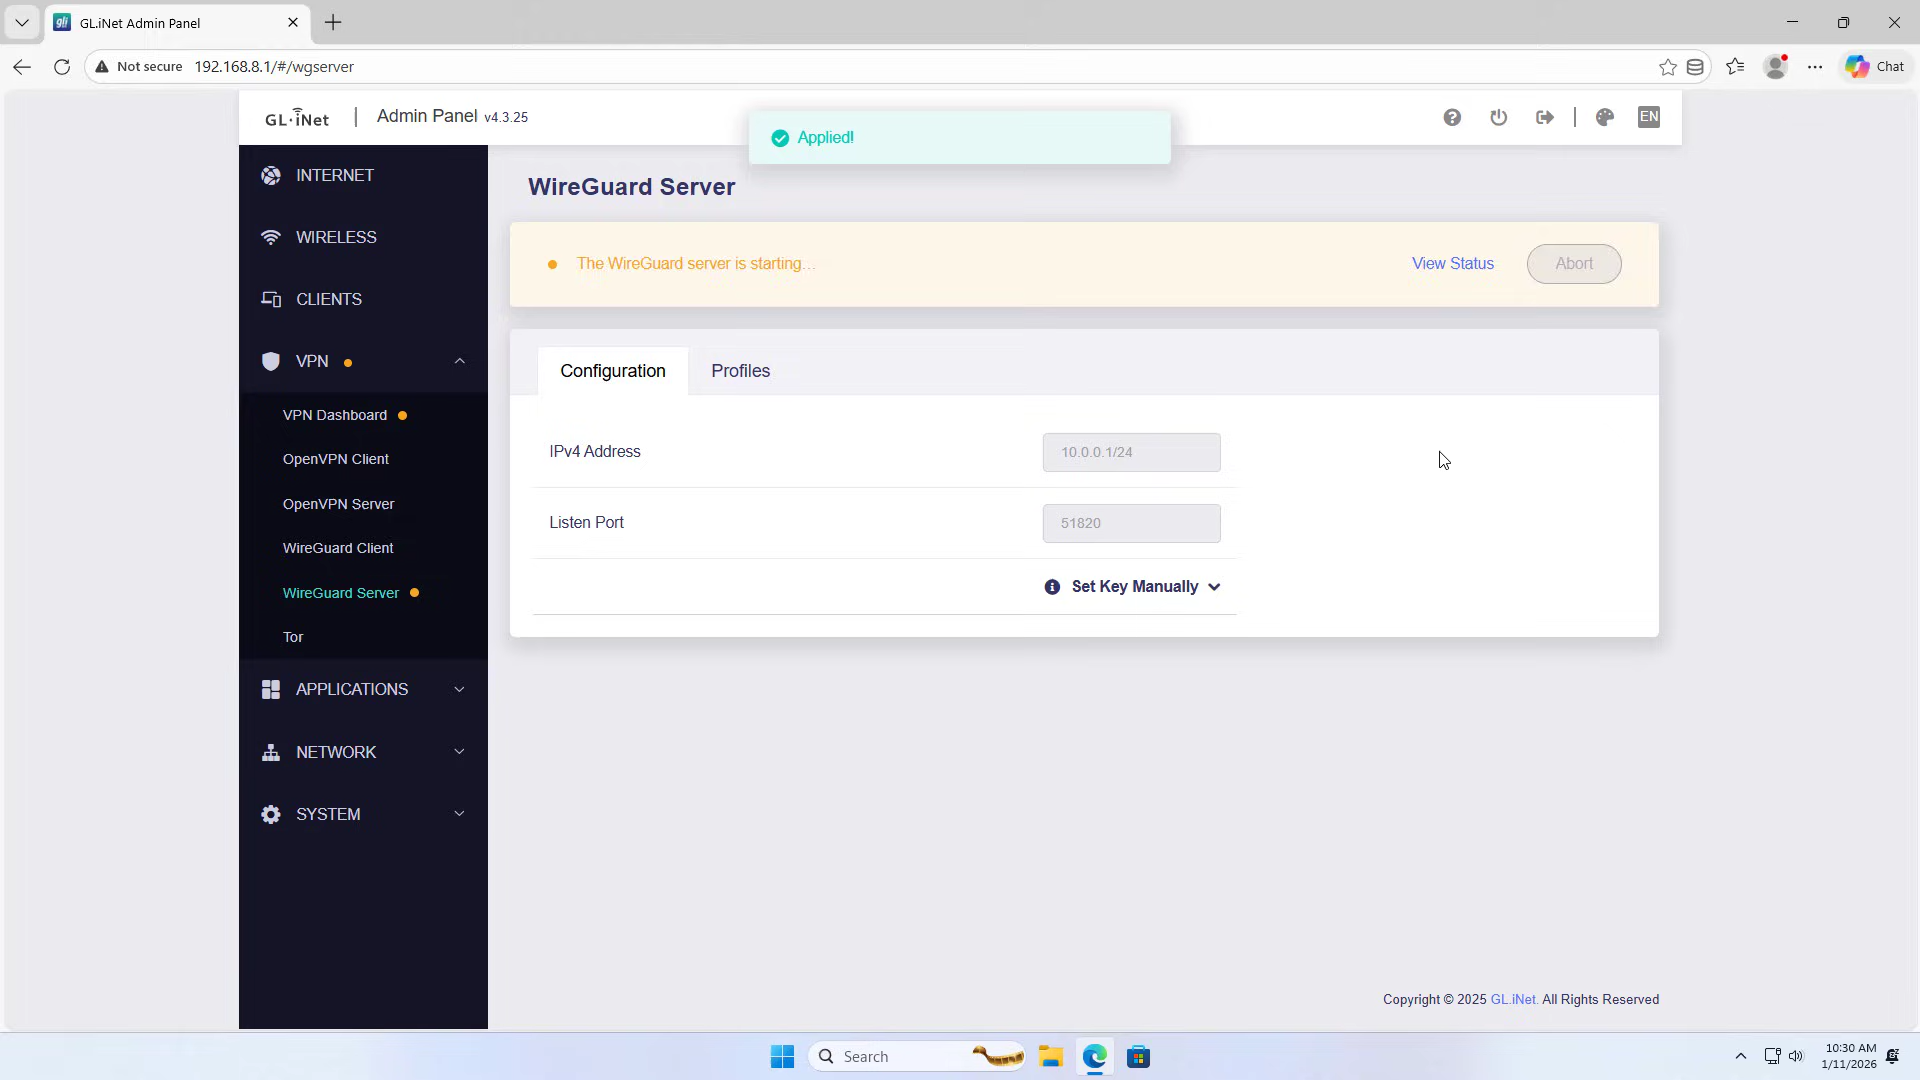 GL.iNet Admin Panel
Not secure 192.168.8.1/#/wgserver
Chat
GL·iNet | Admin Panel v4.3.25
Applied!
EN
INTERNET
WIRELESS
CLIENTS
VPN
VPN Dashboard
OpenVPN Client
OpenVPN Server
WireGuard Client
WireGuard Server
Tor
APPLICATIONS
NETWORK
SYSTEM
WireGuard Server
The WireGuard server is starting...
View Status
Abort
Configuration
Profiles
IPv4 Address
10.0.0.1/24
Listen Port
51820
Set Key Manually
Copyright © 2025 GL.iNet. All Rights Reserved
Search
10:30 AM
1/11/2026